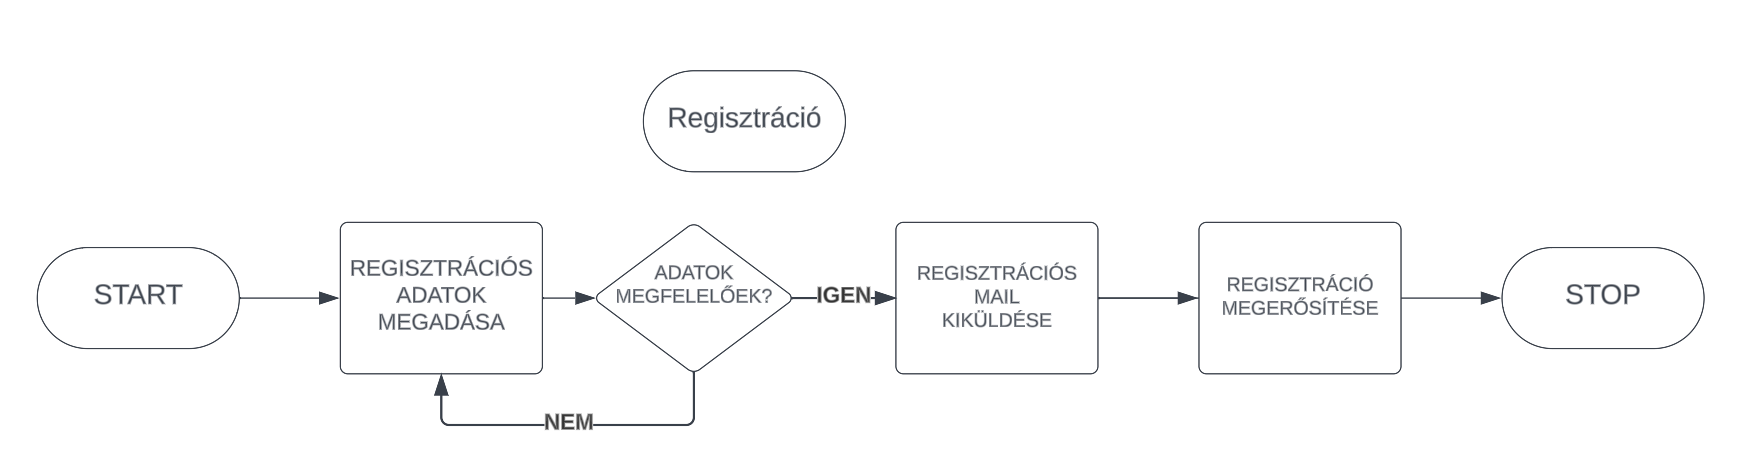 Regisztráció
START
REGISZTRÁCIÓS
ADATOK
MEGADÁSA
ADATOK
MEGFELELŐEK?
IGEN
REGISZTRÁCIÓS
MAIL
KIKÜLDÉSE
REGISZTRÁCIÓ
MEGERŐSÍTÉSE
STOP
NEM